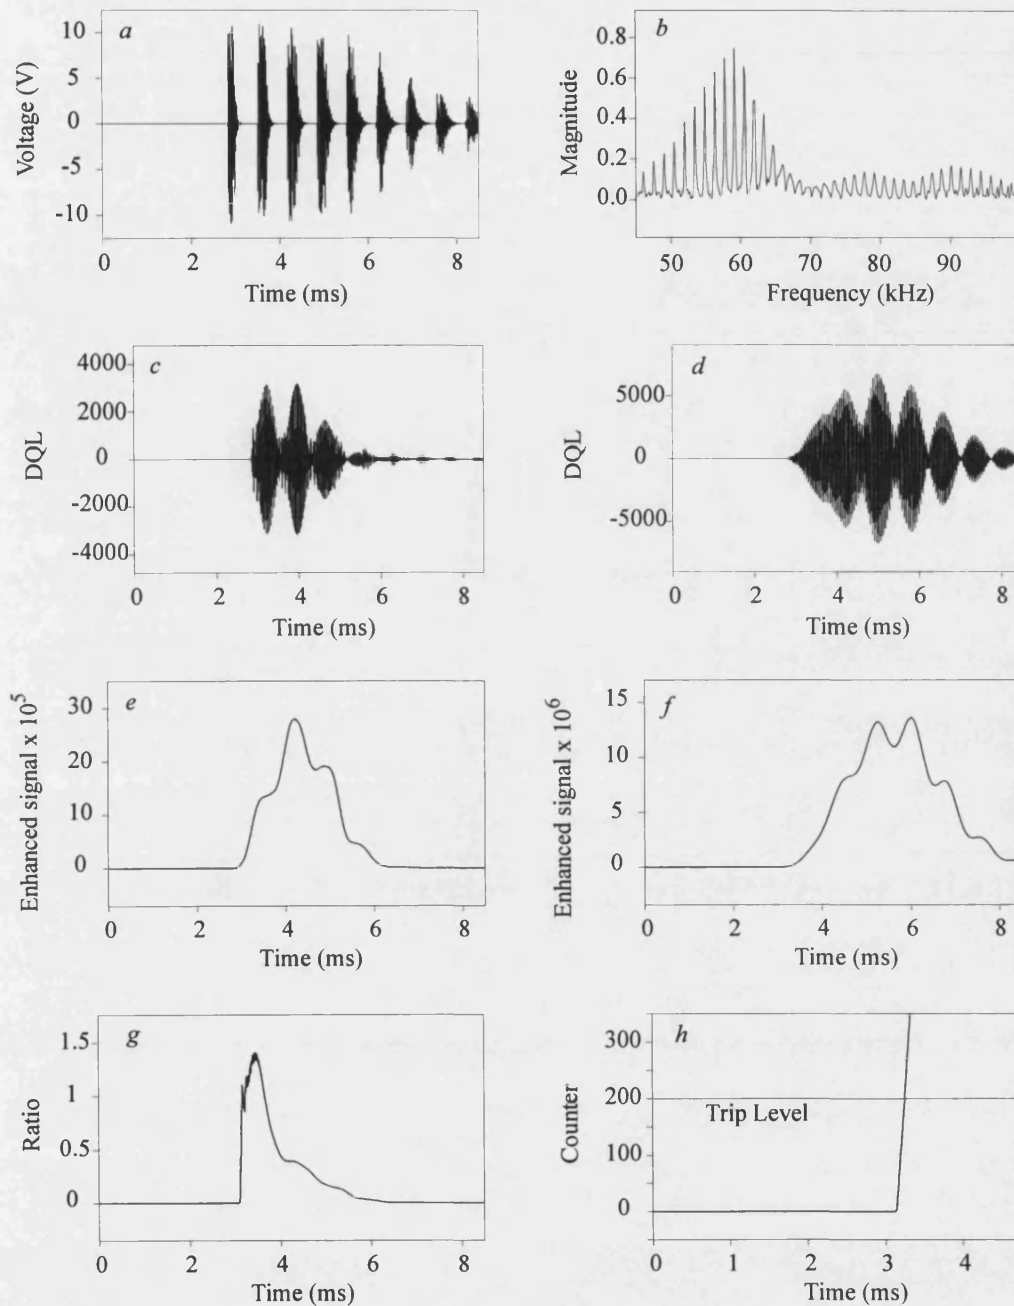 a
Voltage (V)
10
5
0
-5
-10
0 2 4 6 8
Time (ms)
b
Magnitude
0.8
0.6
0.4
0.2
0.0
50 60 70 80 90
Frequency (kHz)
c
DQL
4000
2000
0
-2000
-4000
0 2 4 6 8
Time (ms)
d
DQL
5000
0
-5000
0 2 4 6 8
Time (ms)
e
Enhanced signal x 10^5
30
20
10
0
0 2 4 6 8
Time (ms)
f
Enhanced signal x 10^6
15
10
5
0
0 2 4 6 8
Time (ms)
g
Ratio
1.5
1
0.5
0
0 2 4 6 8
Time (ms)
h
Counter
300
200
Trip Level
100
0
0 1 2 3 4
Time (ms)